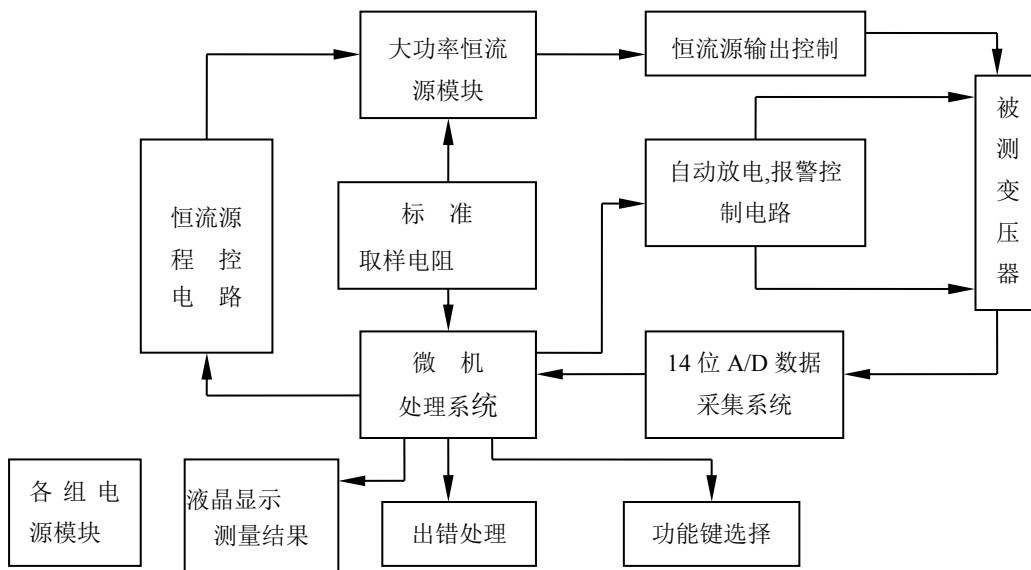 大功率恒流
源模块
恒流源输出控制
被
测
变
压
器
恒流源
程 控
电 路
标 准
取样电阻
自动放电,报警控
制电路
微 机
处理系统
14 位 A/D 数据
采集系统
各 组 电
源模块
液晶显示
测量结果
出错处理
功能键选择